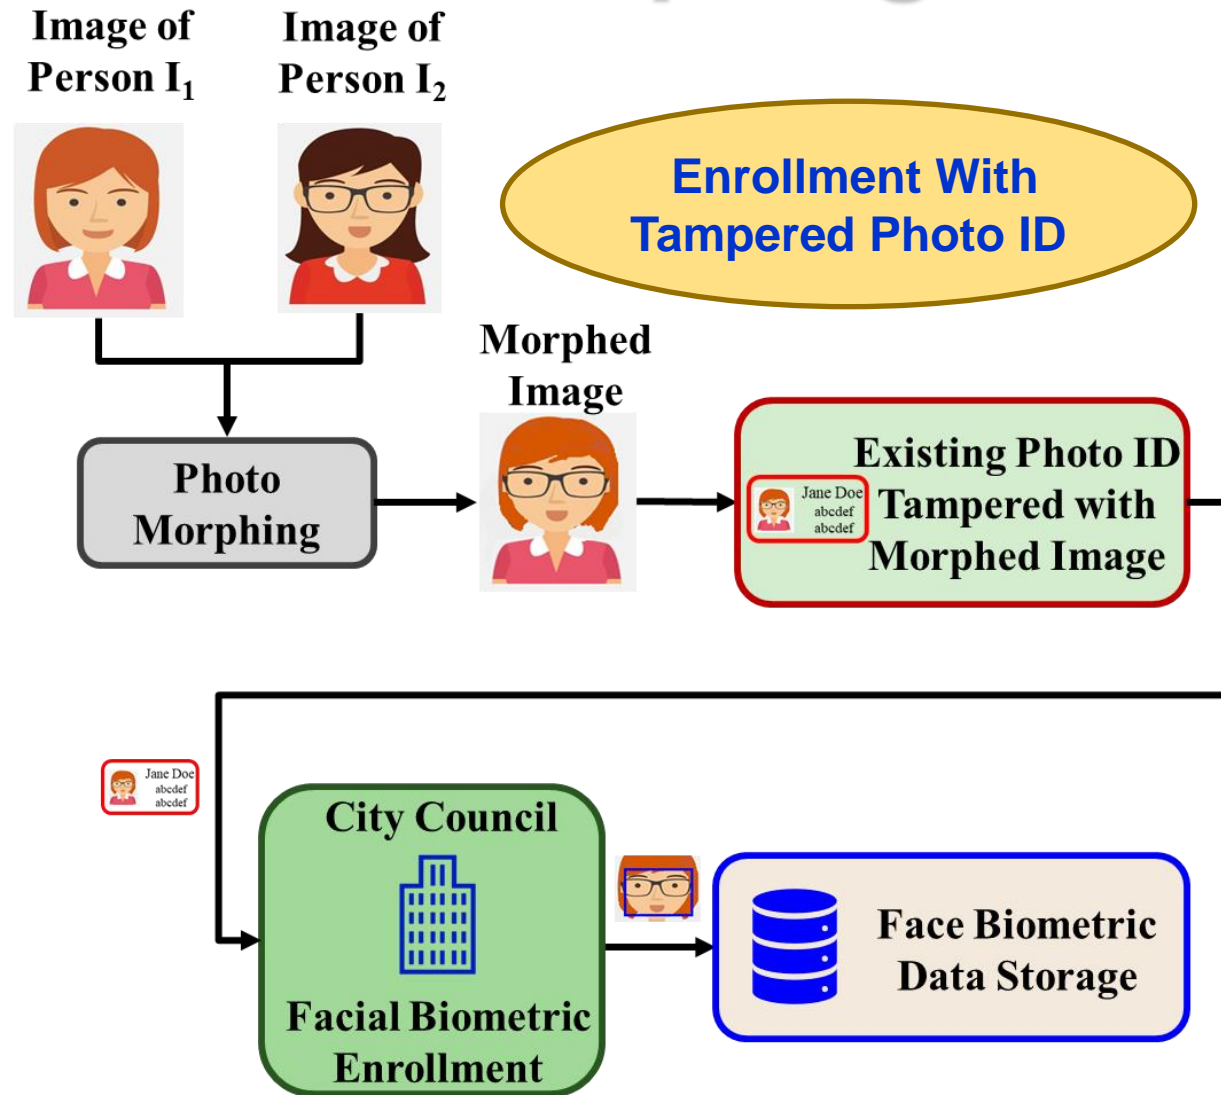 Image of
Person I₁
Image of
Person I₂
Enrollment With
Tampered Photo ID
Morphed
Image
Photo
Morphing
Existing Photo ID
Tampered with
Morphed Image
Jane Doe
abcdef
abcdef
Jane Doe
abcdef
abcdef
City Council
Facial Biometric
Enrollment
Face Biometric
Data Storage